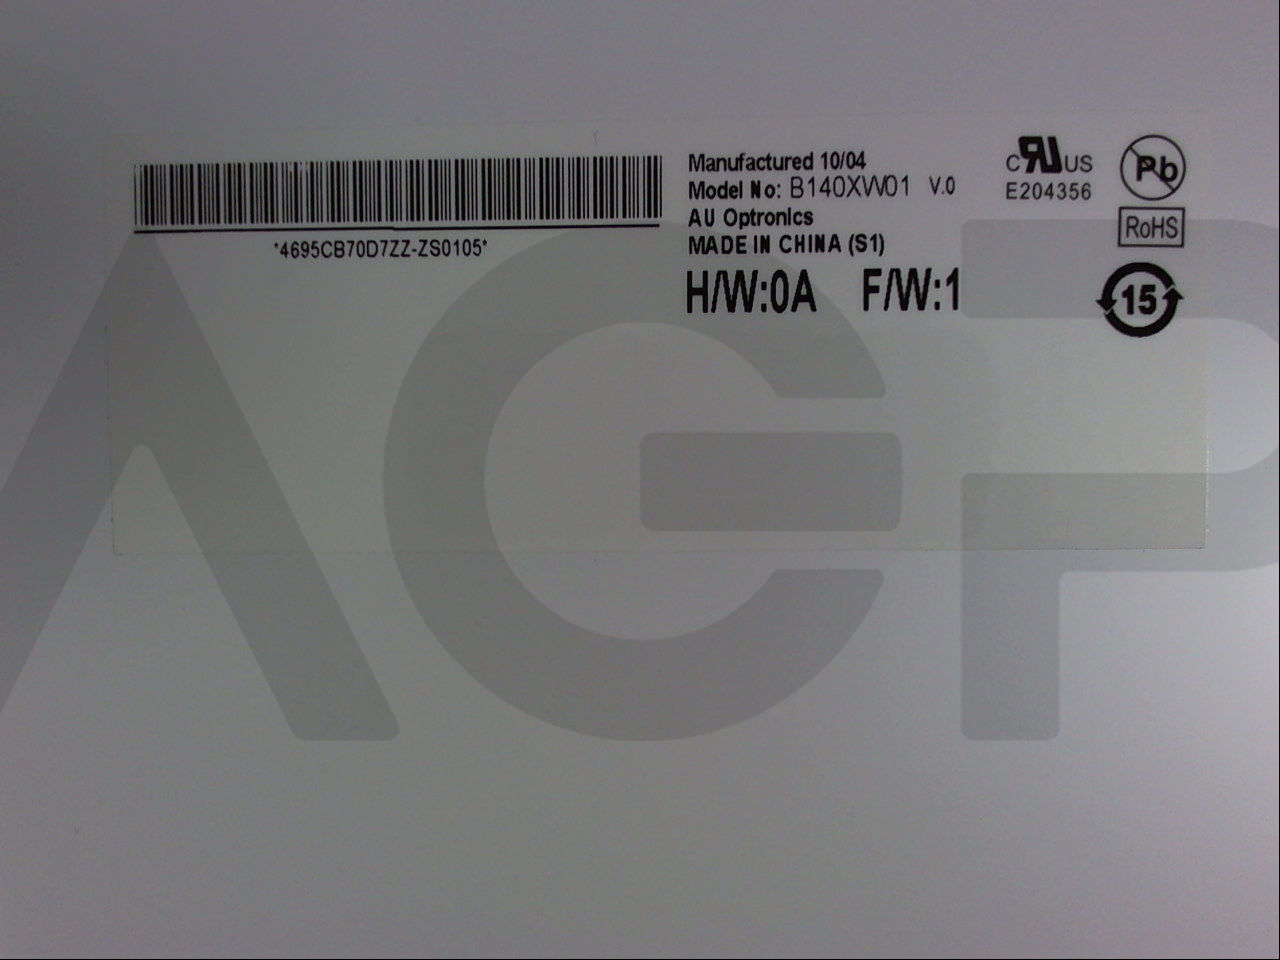 Manufactured 10/04
Model No: B140XW01 V.0
AU Optronics
MADE IN CHINA (S1)
H/W:0A F/W:1
*4695CB70D7ZZ-ZS0105*
c RU US
E204356
Pb
RoHS
15
AGP